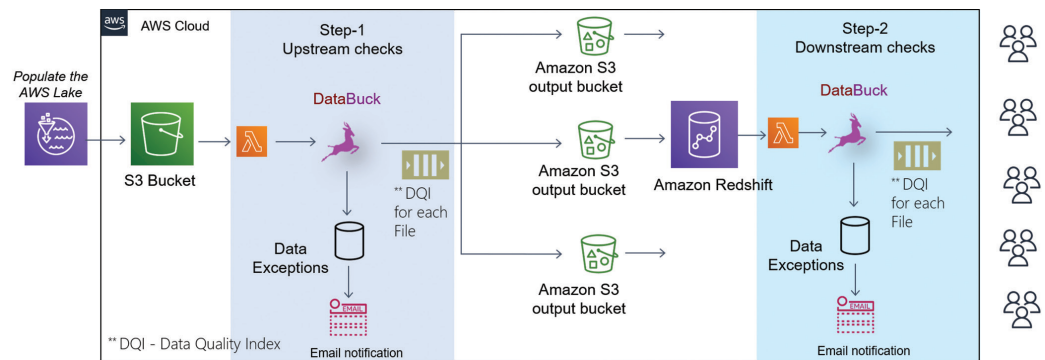 aws
AWS Cloud
Populate the
AWS Lake
S3 Bucket
Step-1
Upstream checks
DataBuck
** DQI
for each
File
Data
Exceptions
EMAIL
Email notification
** DQI - Data Quality Index
Amazon S3
output bucket
Amazon S3
output bucket
Amazon S3
output bucket
Amazon Redshift
Step-2
Downstream checks
DataBuck
** DQI
for each
File
Data
Exceptions
EMAIL
Email notification